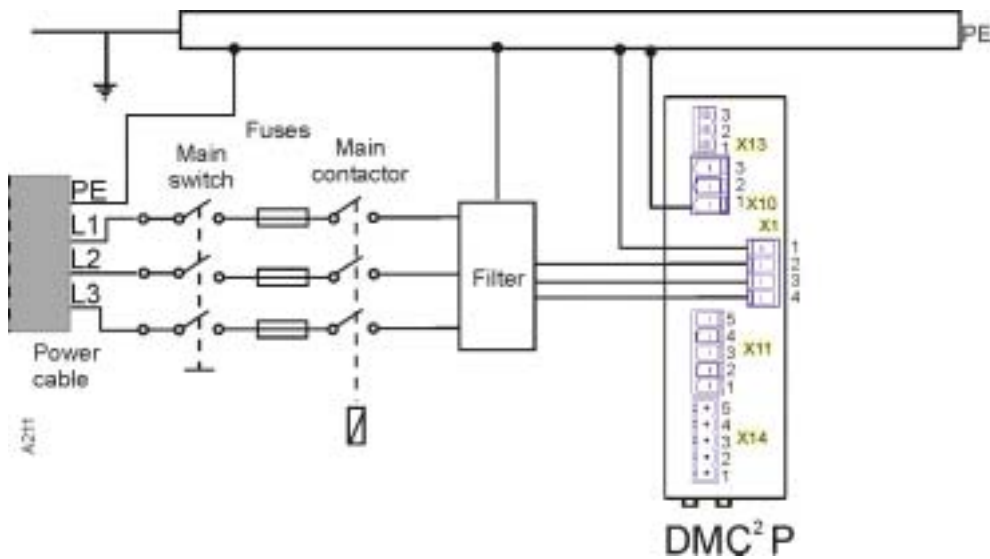 PE
Fuses
Main
switch
Main
contactor
PE
L1
L2
L3
Power
cable
A211
Filter
3
2
1
X13
3
2
1
X10
X1
1
2
3
4
5
4
3
2
1
X11
5
4
3
2
1
X14
DMC² P